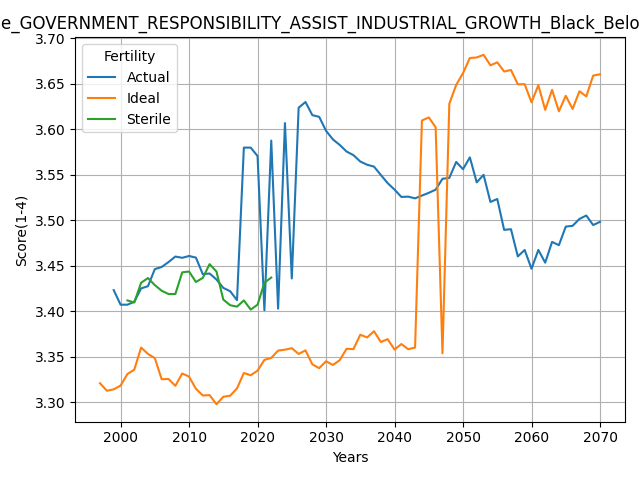 e_GOVERNMENT_RESPONSIBILITY_ASSIST_INDUSTRIAL_GROWTH_Black_Belo
Fertility
Actual
Ideal
Sterile
Score(1-4)
3.70
3.65
3.60
3.55
3.50
3.45
3.40
3.35
3.30
2000 2010 2020 2030 2040 2050 2060 2070
Years